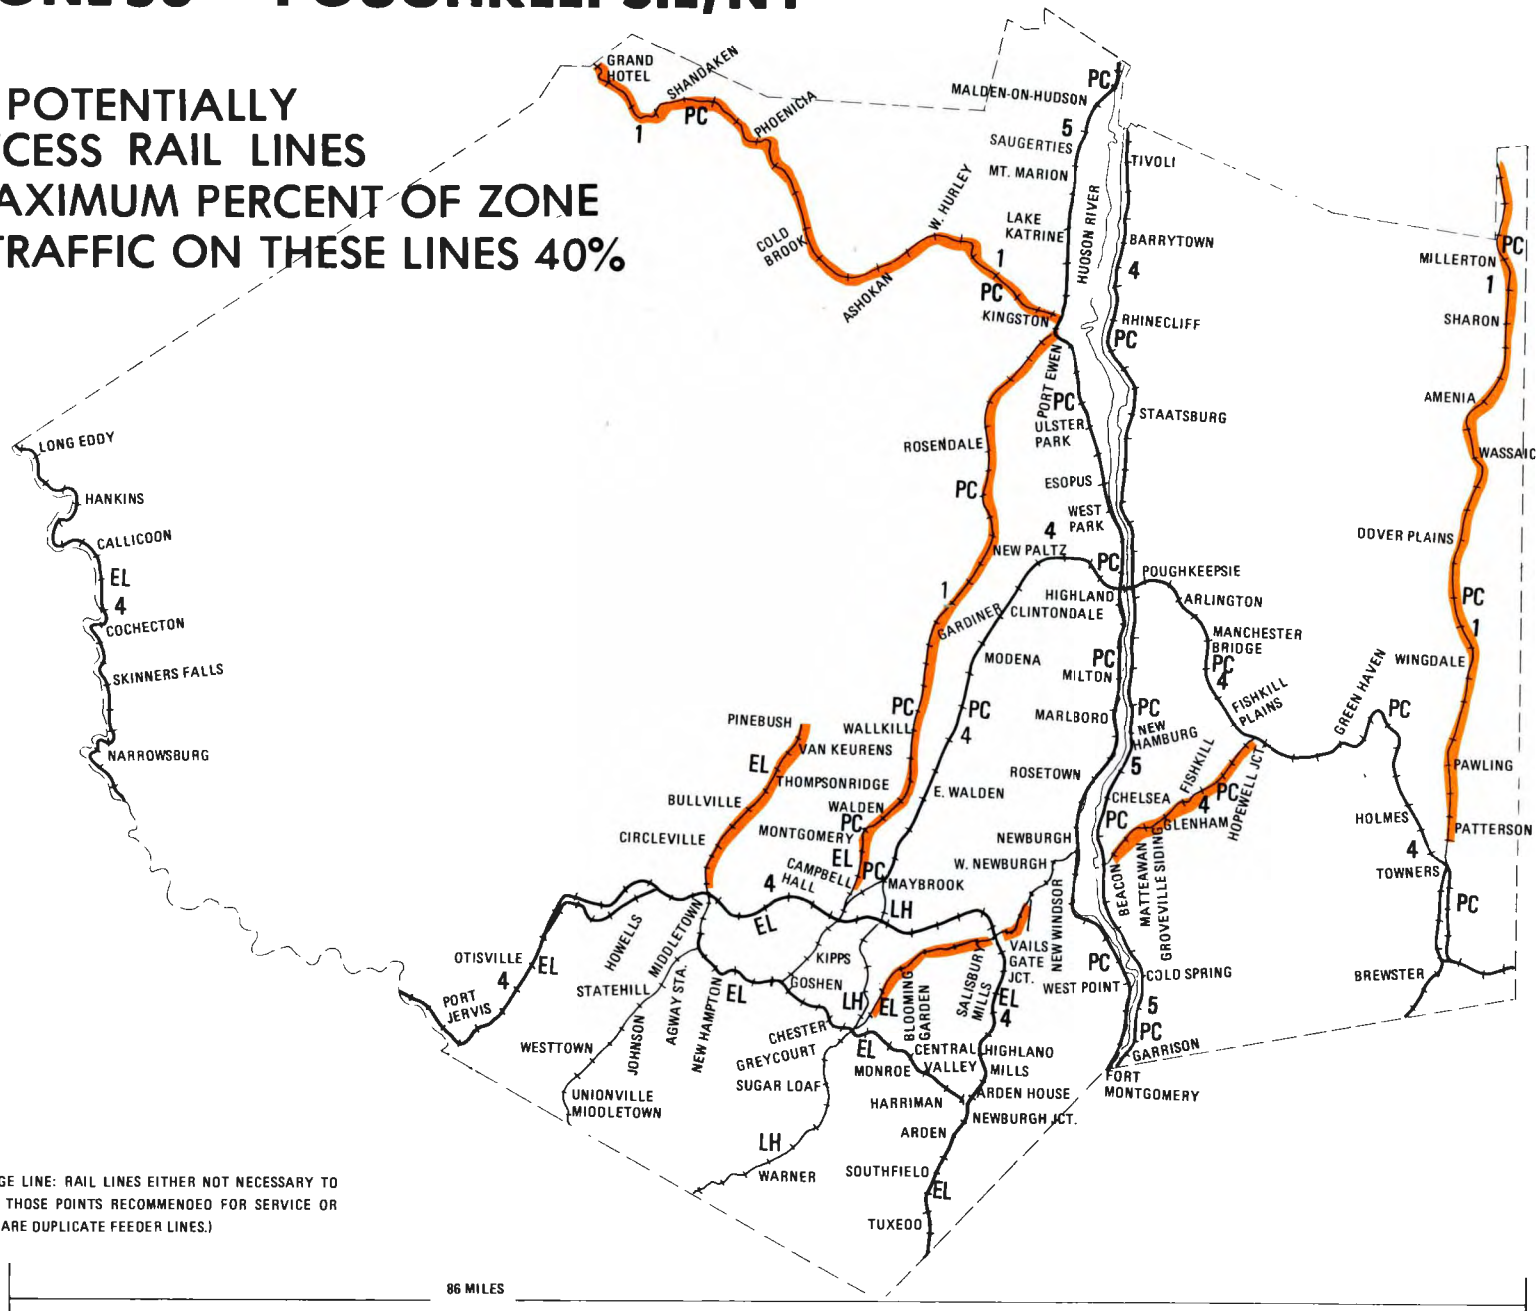 POUGHKEEPSIE, NY
POTENTIALLY
CESS RAIL LINES
AXIMUM PERCENT OF ZONE
TRAFFIC ON THESE LINES 40%
GRAND
HOTEL
SHANDAKEN
1
PC
PHOENICIA
COLD
BROOK
ASHOKAN
W. HURLEY
1
PC
KINGSTON
PC
MALDEN-ON-HUDSON
5
SAUGERTIES
MT. MARION
LAKE
KATRINE
HUDSON RIVER
TIVOLI
BARRYTOWN
4
RHINECLIFF
PC
STAATSBURG
PC
MILLERTON
1
SHARON
AMENIA
WASSAIC
DOVER PLAINS
PC
1
WINGDALE
PAWLING
PATTERSON
LONG EDDY
HANKINS
CALLICOON
EL
4
COCHECTON
SKINNERS FALLS
NARROWSBURG
PORT EWEN
PC
ULSTER
PARK
ESOPUS
WEST
PARK
ROSENDALE
PC
4
NEW PALTZ
PC
HIGHLAND
CLINTONDALE
1
GARDINER
MODENA
PC
4
POUGHKEEPSIE
ARLINGTON
MANCHESTER
BRIDGE
PC
4
FISHKILL
PLAINS
GREEN HAVEN
PC
PC
MILTON
MARLBORO
PC
NEW
HAMBURG
5
ROSETOWN
CHELSEA
FISHKILL
PC
4
HOPEWELL JCT.
PC
GLENHAM
BEACON
MATTEAWAN
GROVEVILLE SIDING
HOLMES
4
TOWNERS
PC
BREWSTER
PC
WALLKILL
E. WALDEN
WALDEN
PC
MONTGOMERY
EL
PC
CAMPBELL
HALL
MAYBROOK
PINEBUSH
VAN KEURENS
EL
THOMPSONRIDGE
BULLVILLE
CIRCLEVILLE
NEWBURGH
W. NEWBURGH
NEW WINDSOR
4
EL
LH
OTISVILLE
4
EL
HOWELLS
MIDDLETOWN
PORT
JERVIS
STATEHILL
AGWAY STA.
JOHNSON
NEW HAMPTON
EL
WESTTOWN
UNIONVILLE
MIDDLETOWN
KIPPS
GOSHEN
LH
EL
BLOOMING
GARDEN
SALISBURY
MILLS
VAILS
GATE
JCT.
EL
4
PC
WEST POINT
COLD SPRING
5
PC
GARRISON
FORT
MONTGOMERY
CHESTER
GREYCOURT
EL
SUGAR LOAF
MONROE
CENTRAL
VALLEY
HIGHLAND
MILLS
HARRIMAN
ARDEN HOUSE
NEWBURGH JCT.
ARDEN
LH
WARNER
SOUTHFIELD
EL
TUXEDO
GE LINE: RAIL LINES EITHER NOT NECESSARY TO
THOSE POINTS RECOMMENDED FOR SERVICE OR
ARE DUPLICATE FEEDER LINES.)
86 MILES